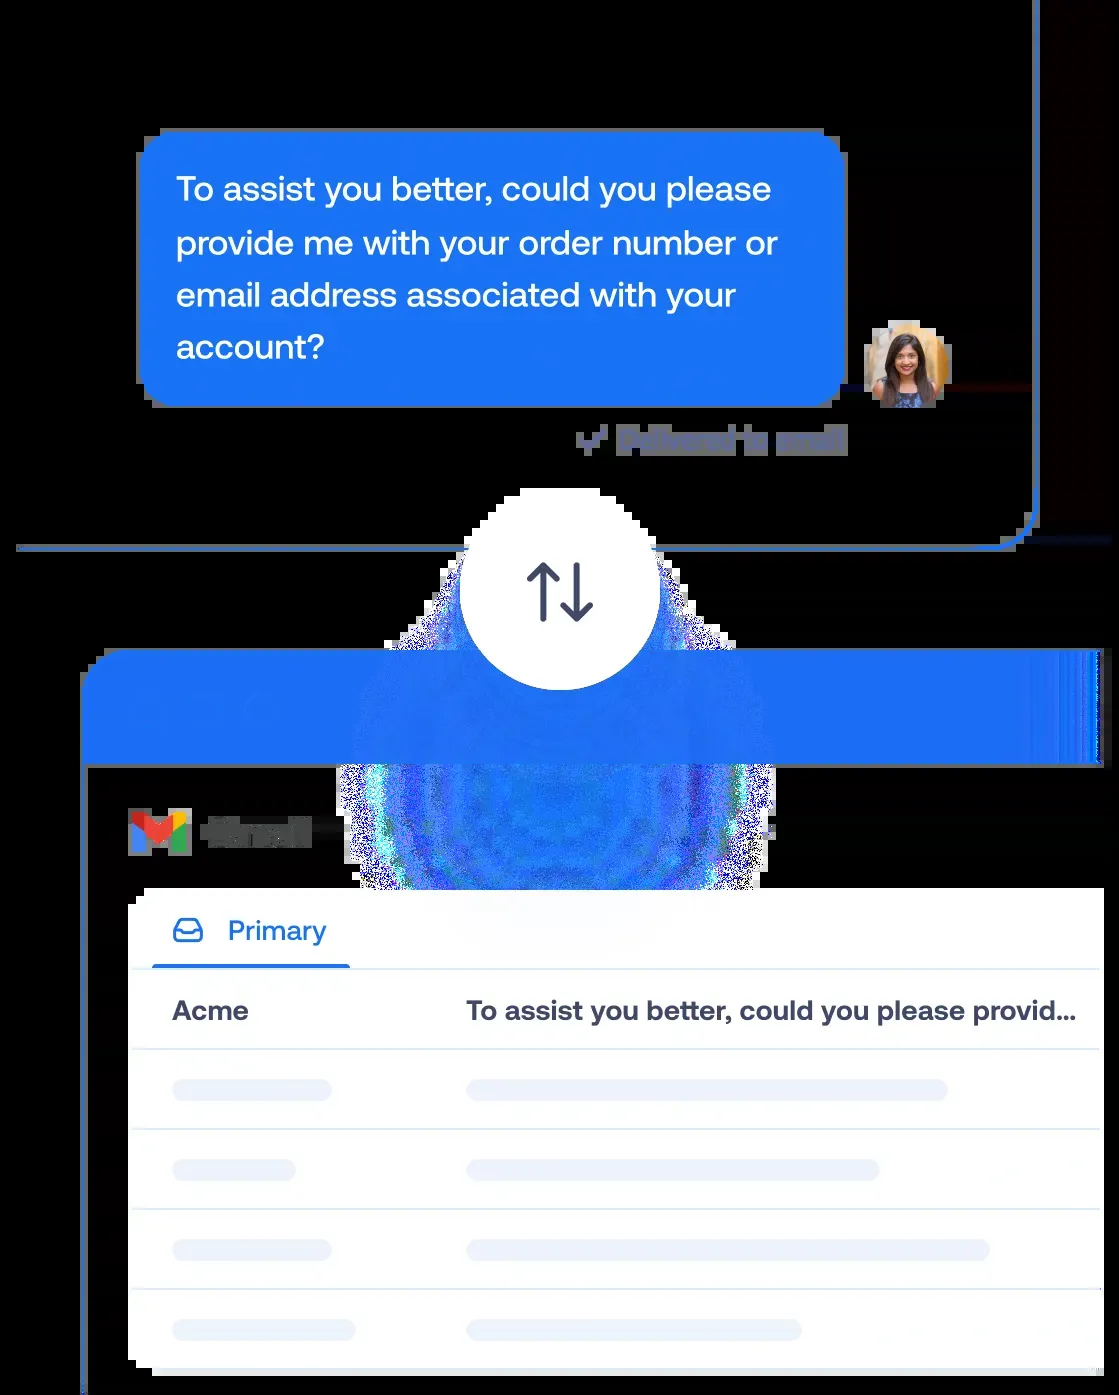 To assist you better, could you please
provide me with your order number or
email address associated with your
account?
Delivered to email
Gmail
Primary
Acme
To assist you better, could you please provid...